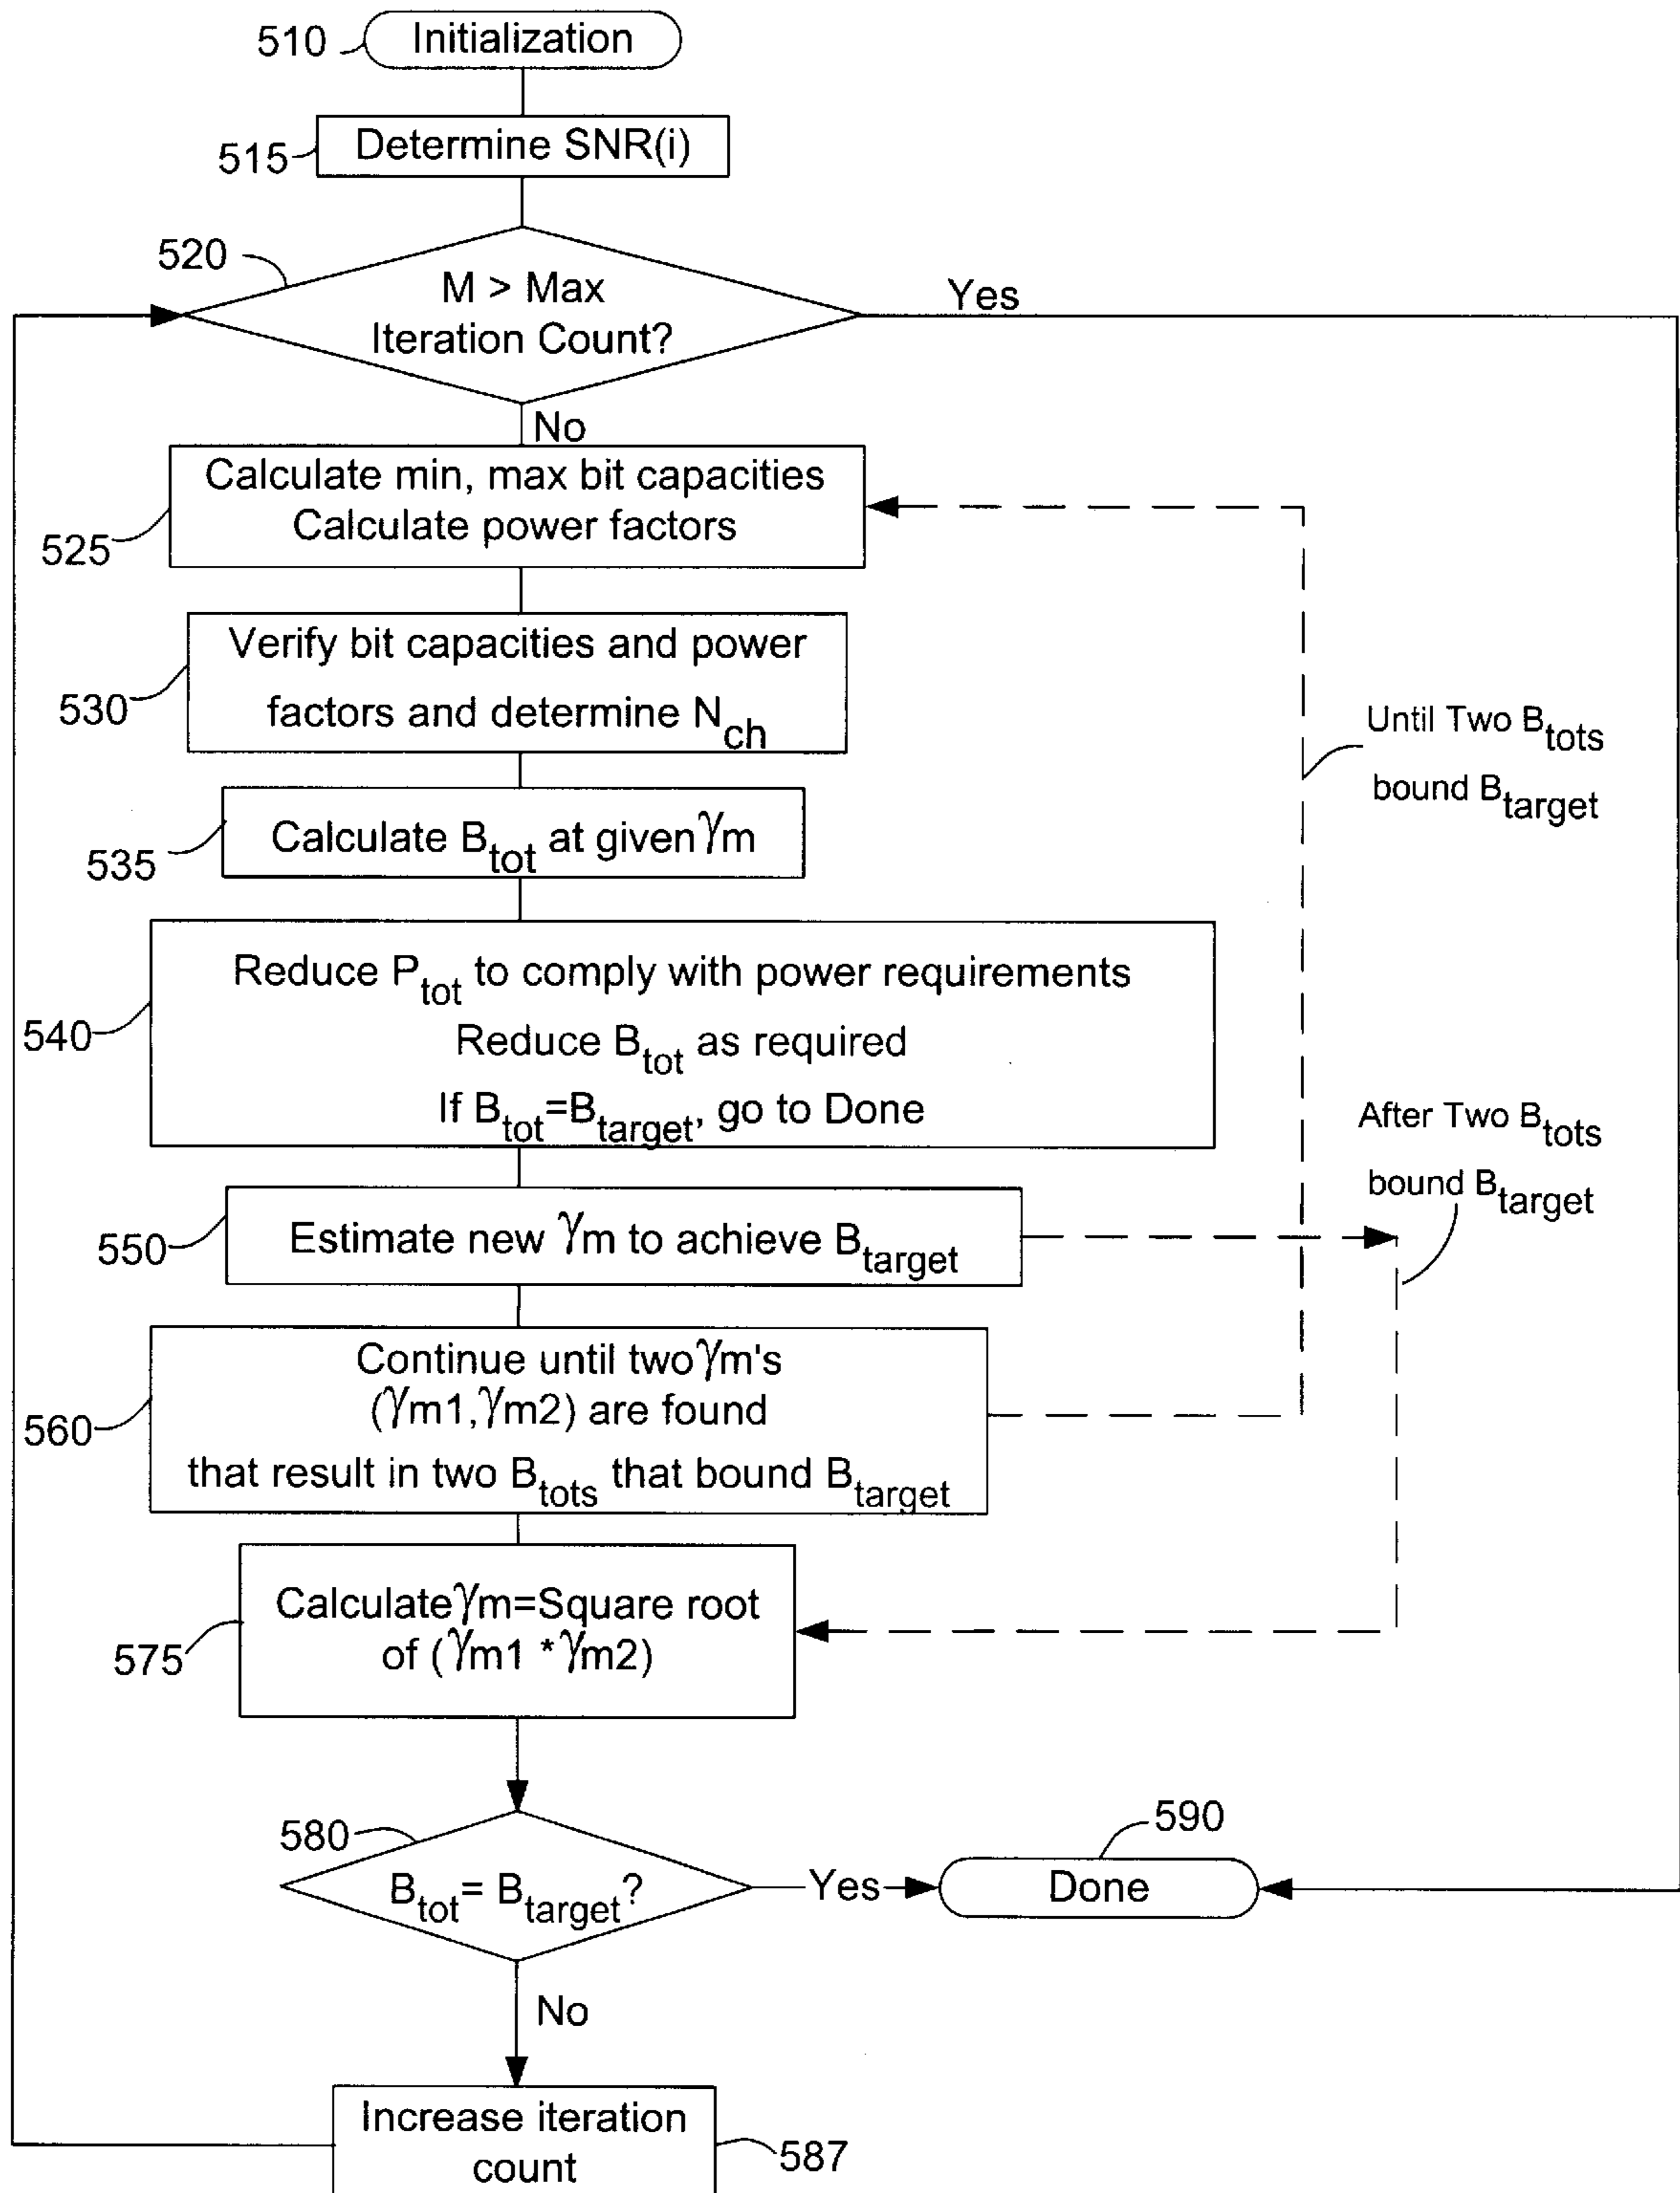 510
Initialization
515
Determine SNR(i)
520
M > Max
Iteration Count?
Yes
No
525
Calculate min, max bit capacities
Calculate power factors
530
Verify bit capacities and power
factors and determine Nch
Until Two Btots
bound Btarget
535
Calculate Btot at given γm
540
Reduce Ptot to comply with power requirements
Reduce Btot as required
If Btot=Btarget, go to Done
After Two Btots
bound Btarget
550
Estimate new γm to achieve Btarget
560
Continue until two γm's
(γm1,γm2) are found
that result in two Btots that bound Btarget
575
Calculate γm=Square root
of (γm1 *γm2)
580
Btot= Btarget?
Yes
590
Done
No
Increase iteration
count
587